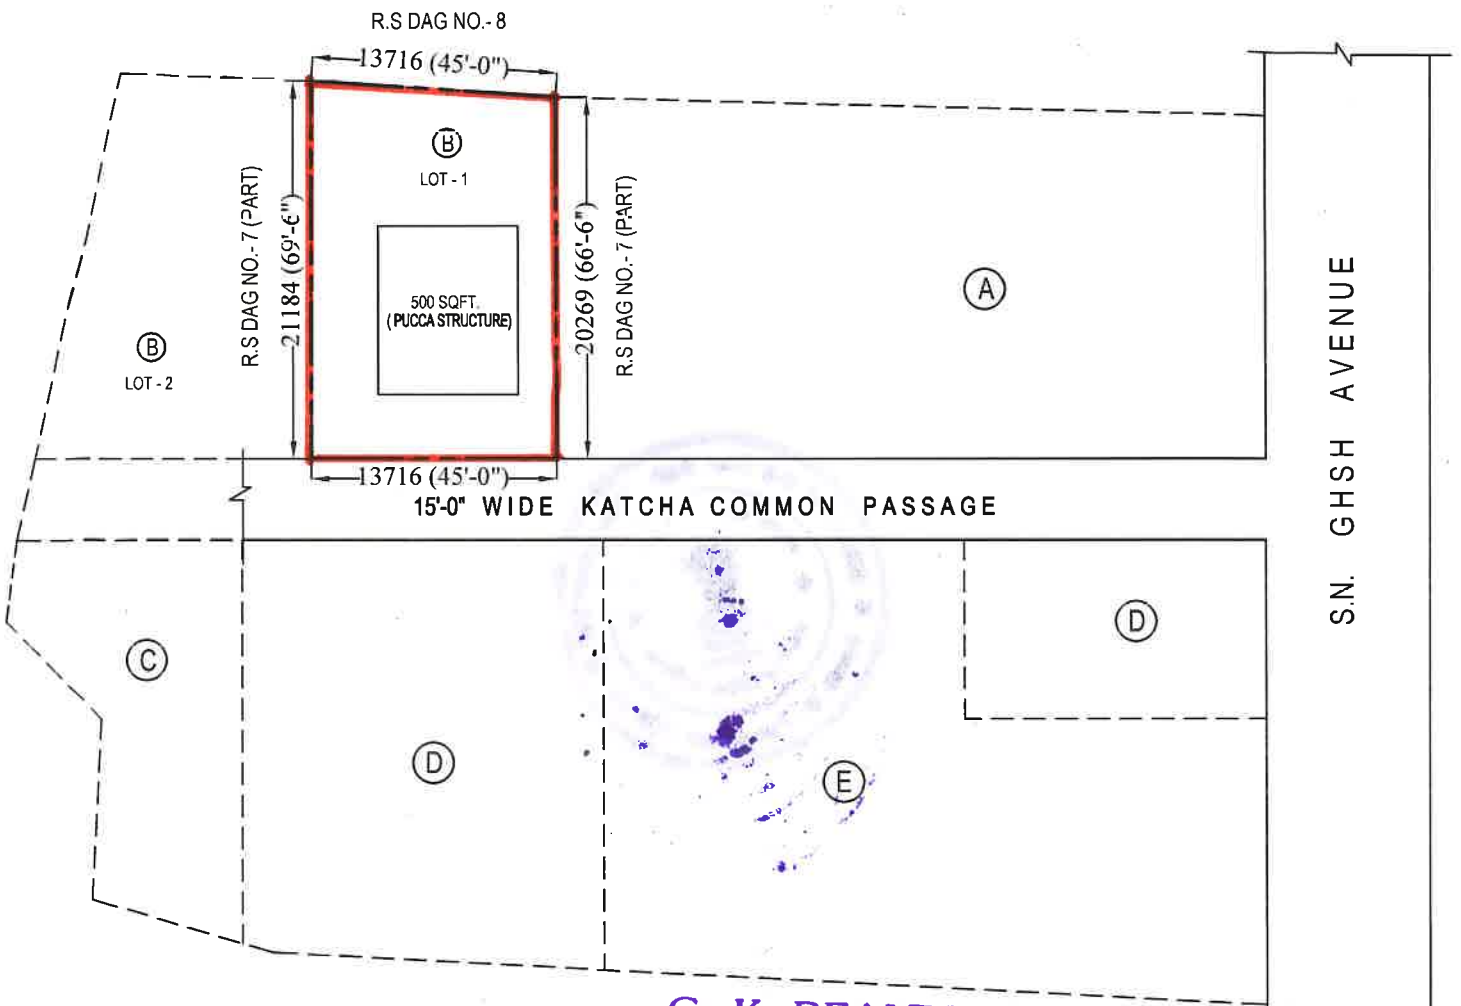 R.S DAG NO.- 8
13716 (45'-0")
B
LOT - 1
R.S DAG NO.- 7 (PART)
21184 (69'-6")
20269 (66'-6")
R.S DAG NO.- 7 (PART)
500 SQFT.
( PUCCA STRUCTURE)
A
B
LOT - 2
13716 (45'-0")
15'-0" WIDE KATCHA COMMON PASSAGE
S.N. GHSH AVENUE
C
D
D
E